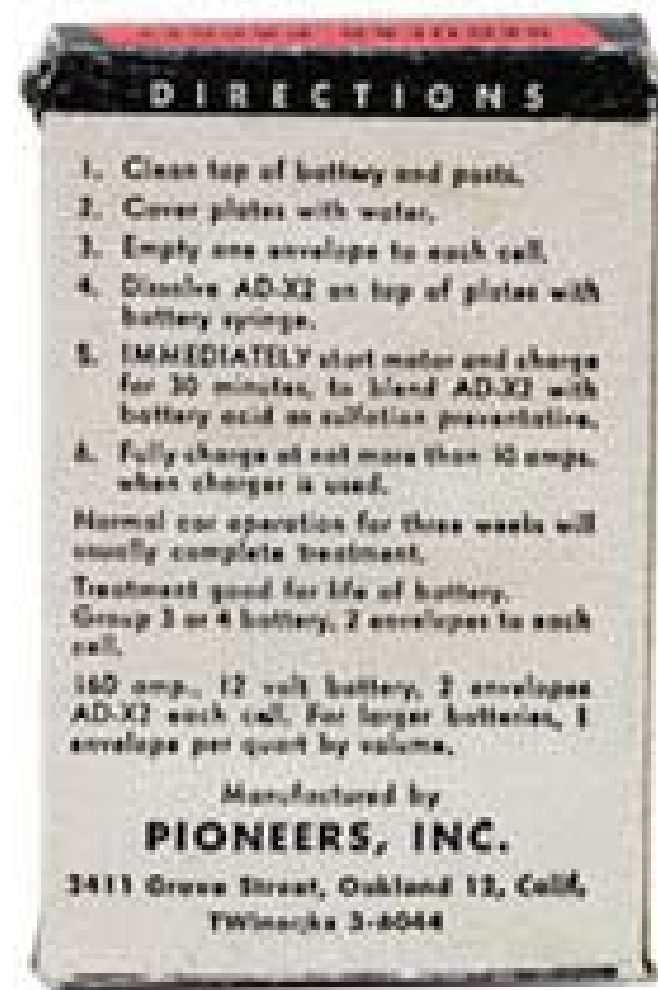 DIRECTIONS
1. Clean top of battery and posts.
2. Cover plates with water.
3. Empty one envelope to each cell.
4. Dissolve AD-X2 on top of plates with
battery syringe.
5. IMMEDIATELY start motor and charge
for 30 minutes, to blend AD-X2 with
battery acid as sulfation preventative.
6. Fully charge at not more than 10 amps.
when charger is used.
Normal car operation for three weeks will
usually complete treatment.
Treatment good for life of battery.
Group 3 or 4 battery, 2 envelopes to each
cell.
160 amp., 12 volt battery, 2 envelopes
AD-X2 each cell. For larger batteries, 1
envelope per quart by volume.
Manufactured by
PIONEERS, INC.
2411 Grove Street, Oakland 12, Calif.
3-6044